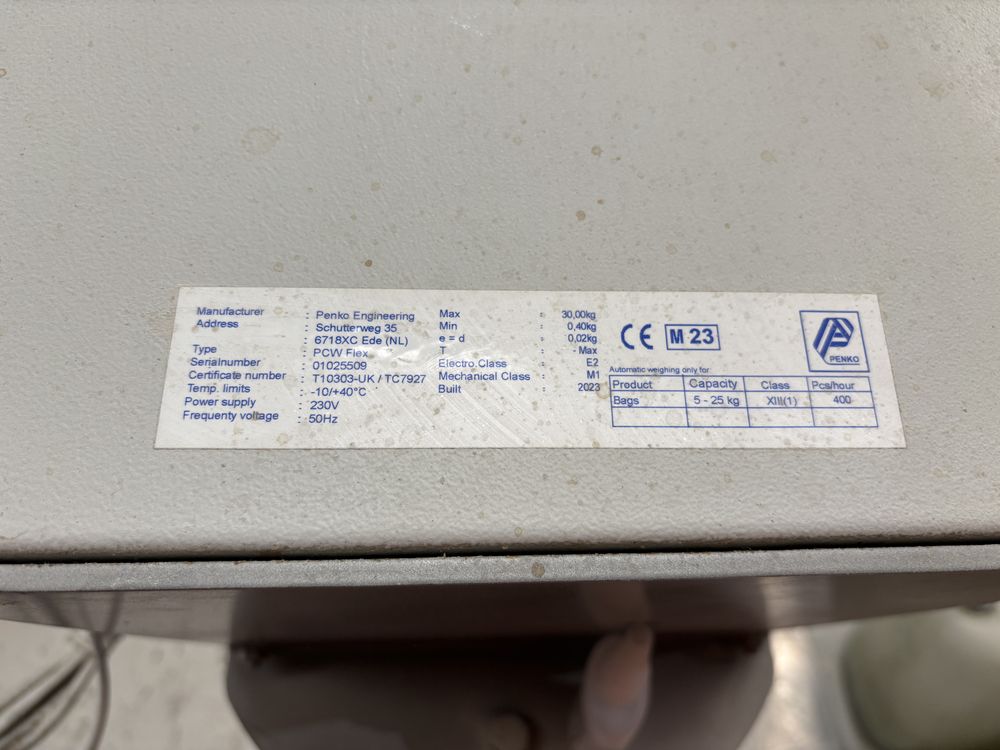 Manufacturer : Penko Engineering
Address : Schutterweg 35
: 6718XC Ede (NL)
Type : PCW Flex
Serialnumber : 01025509
Certificate number : T10303-UK / TC7927
Temp. limits : -10/+40°C
Power supply : 230V
Frequenty voltage : 50Hz
Max : 30,00kg
Min : 0,40kg
e = d : 0,02kg
T : - Max
Electro.Class : E2
Mechanical Class : M1
Built : 2023
CE M 23
PENKO
Automatic weighing only for:
Product Capacity Class Pcs/hour
Bags 5 - 25 kg XIII(1) 400